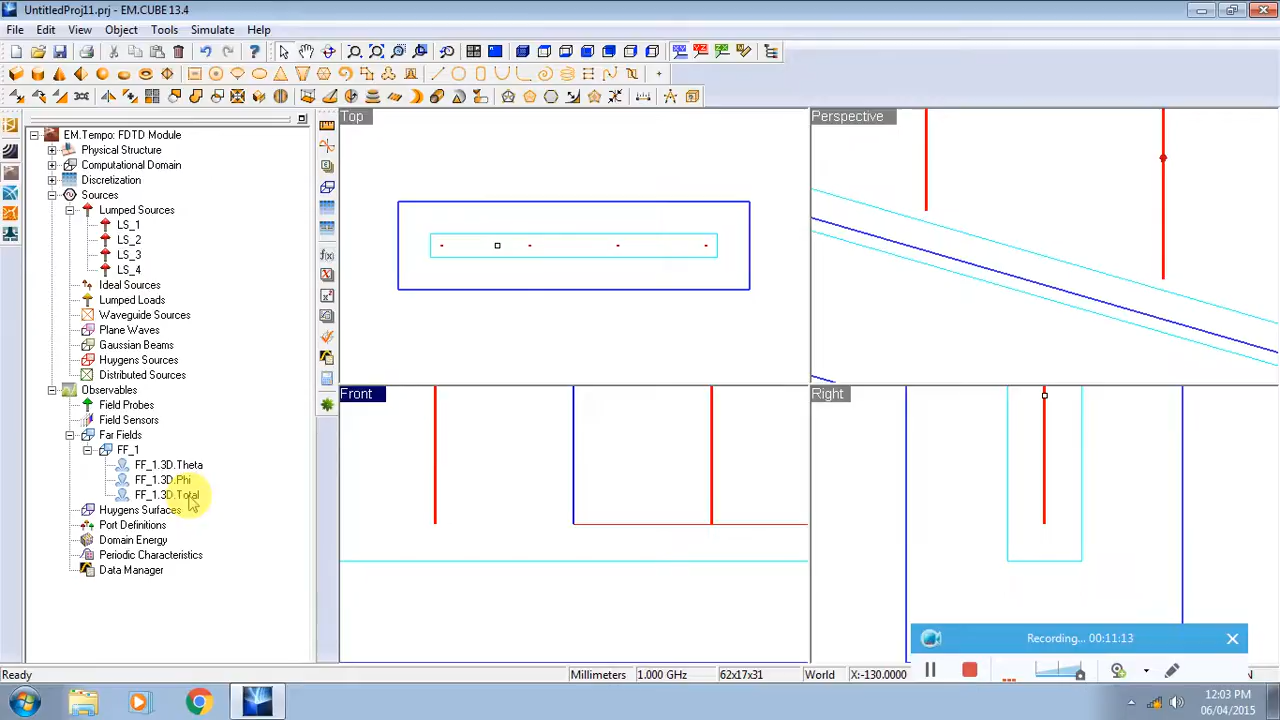 UntitledProj11.prj - EM.CUBE 13.4
File Edit View Object Tools Simulate Help
EM.Tempo: FDTD Module
Physical Structure
Computational Domain
Discretization
Sources
Lumped Sources
LS_1
LS_2
LS_3
LS_4
Ideal Sources
Lumped Loads
Waveguide Sources
Plane Waves
Gaussian Beams
Huygens Sources
Distributed Sources
Observables
Field Probes
Field Sensors
Far Fields
FF_1
FF_1.3D.Theta
FF_1.3D.Phi
FF_1.3D.Total
Huygens Surfaces
Port Definitions
Domain Energy
Periodic Characteristics
Data Manager
Top
Perspective
Front
Right
Recording... 00:11:13
Ready
Millimeters 1.000 GHz 62x17x31 World X:-130.0000
12:03 PM
06/04/2015